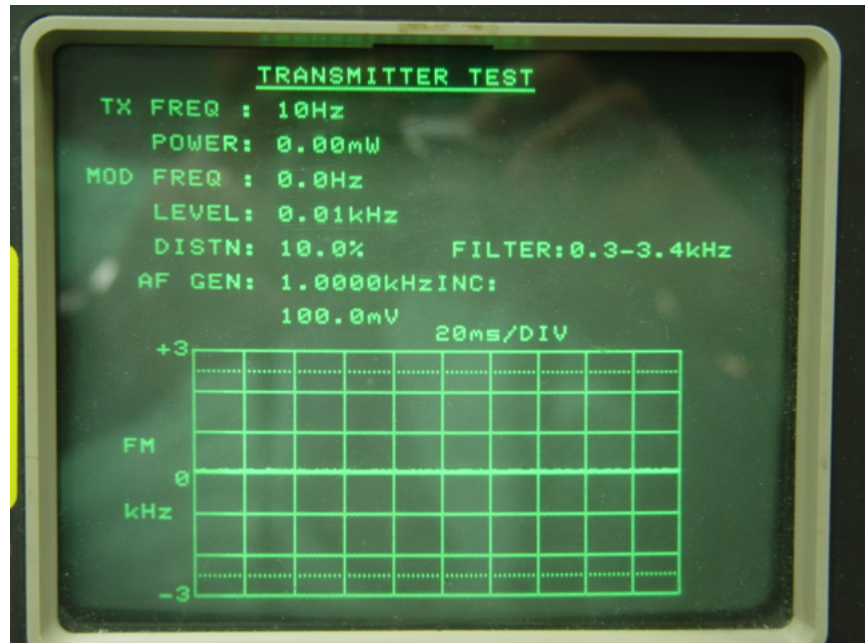 TRANSMITTER TEST
TX FREQ : 10Hz
POWER: 0.00mW
MOD FREQ : 0.0Hz
LEVEL: 0.01kHz
DISTN: 10.0% FILTER:0.3-3.4kHz
AF GEN: 1.0000kHzINC:
100.0mV
20ms/DIV
+3
FM
0
kHz
-3